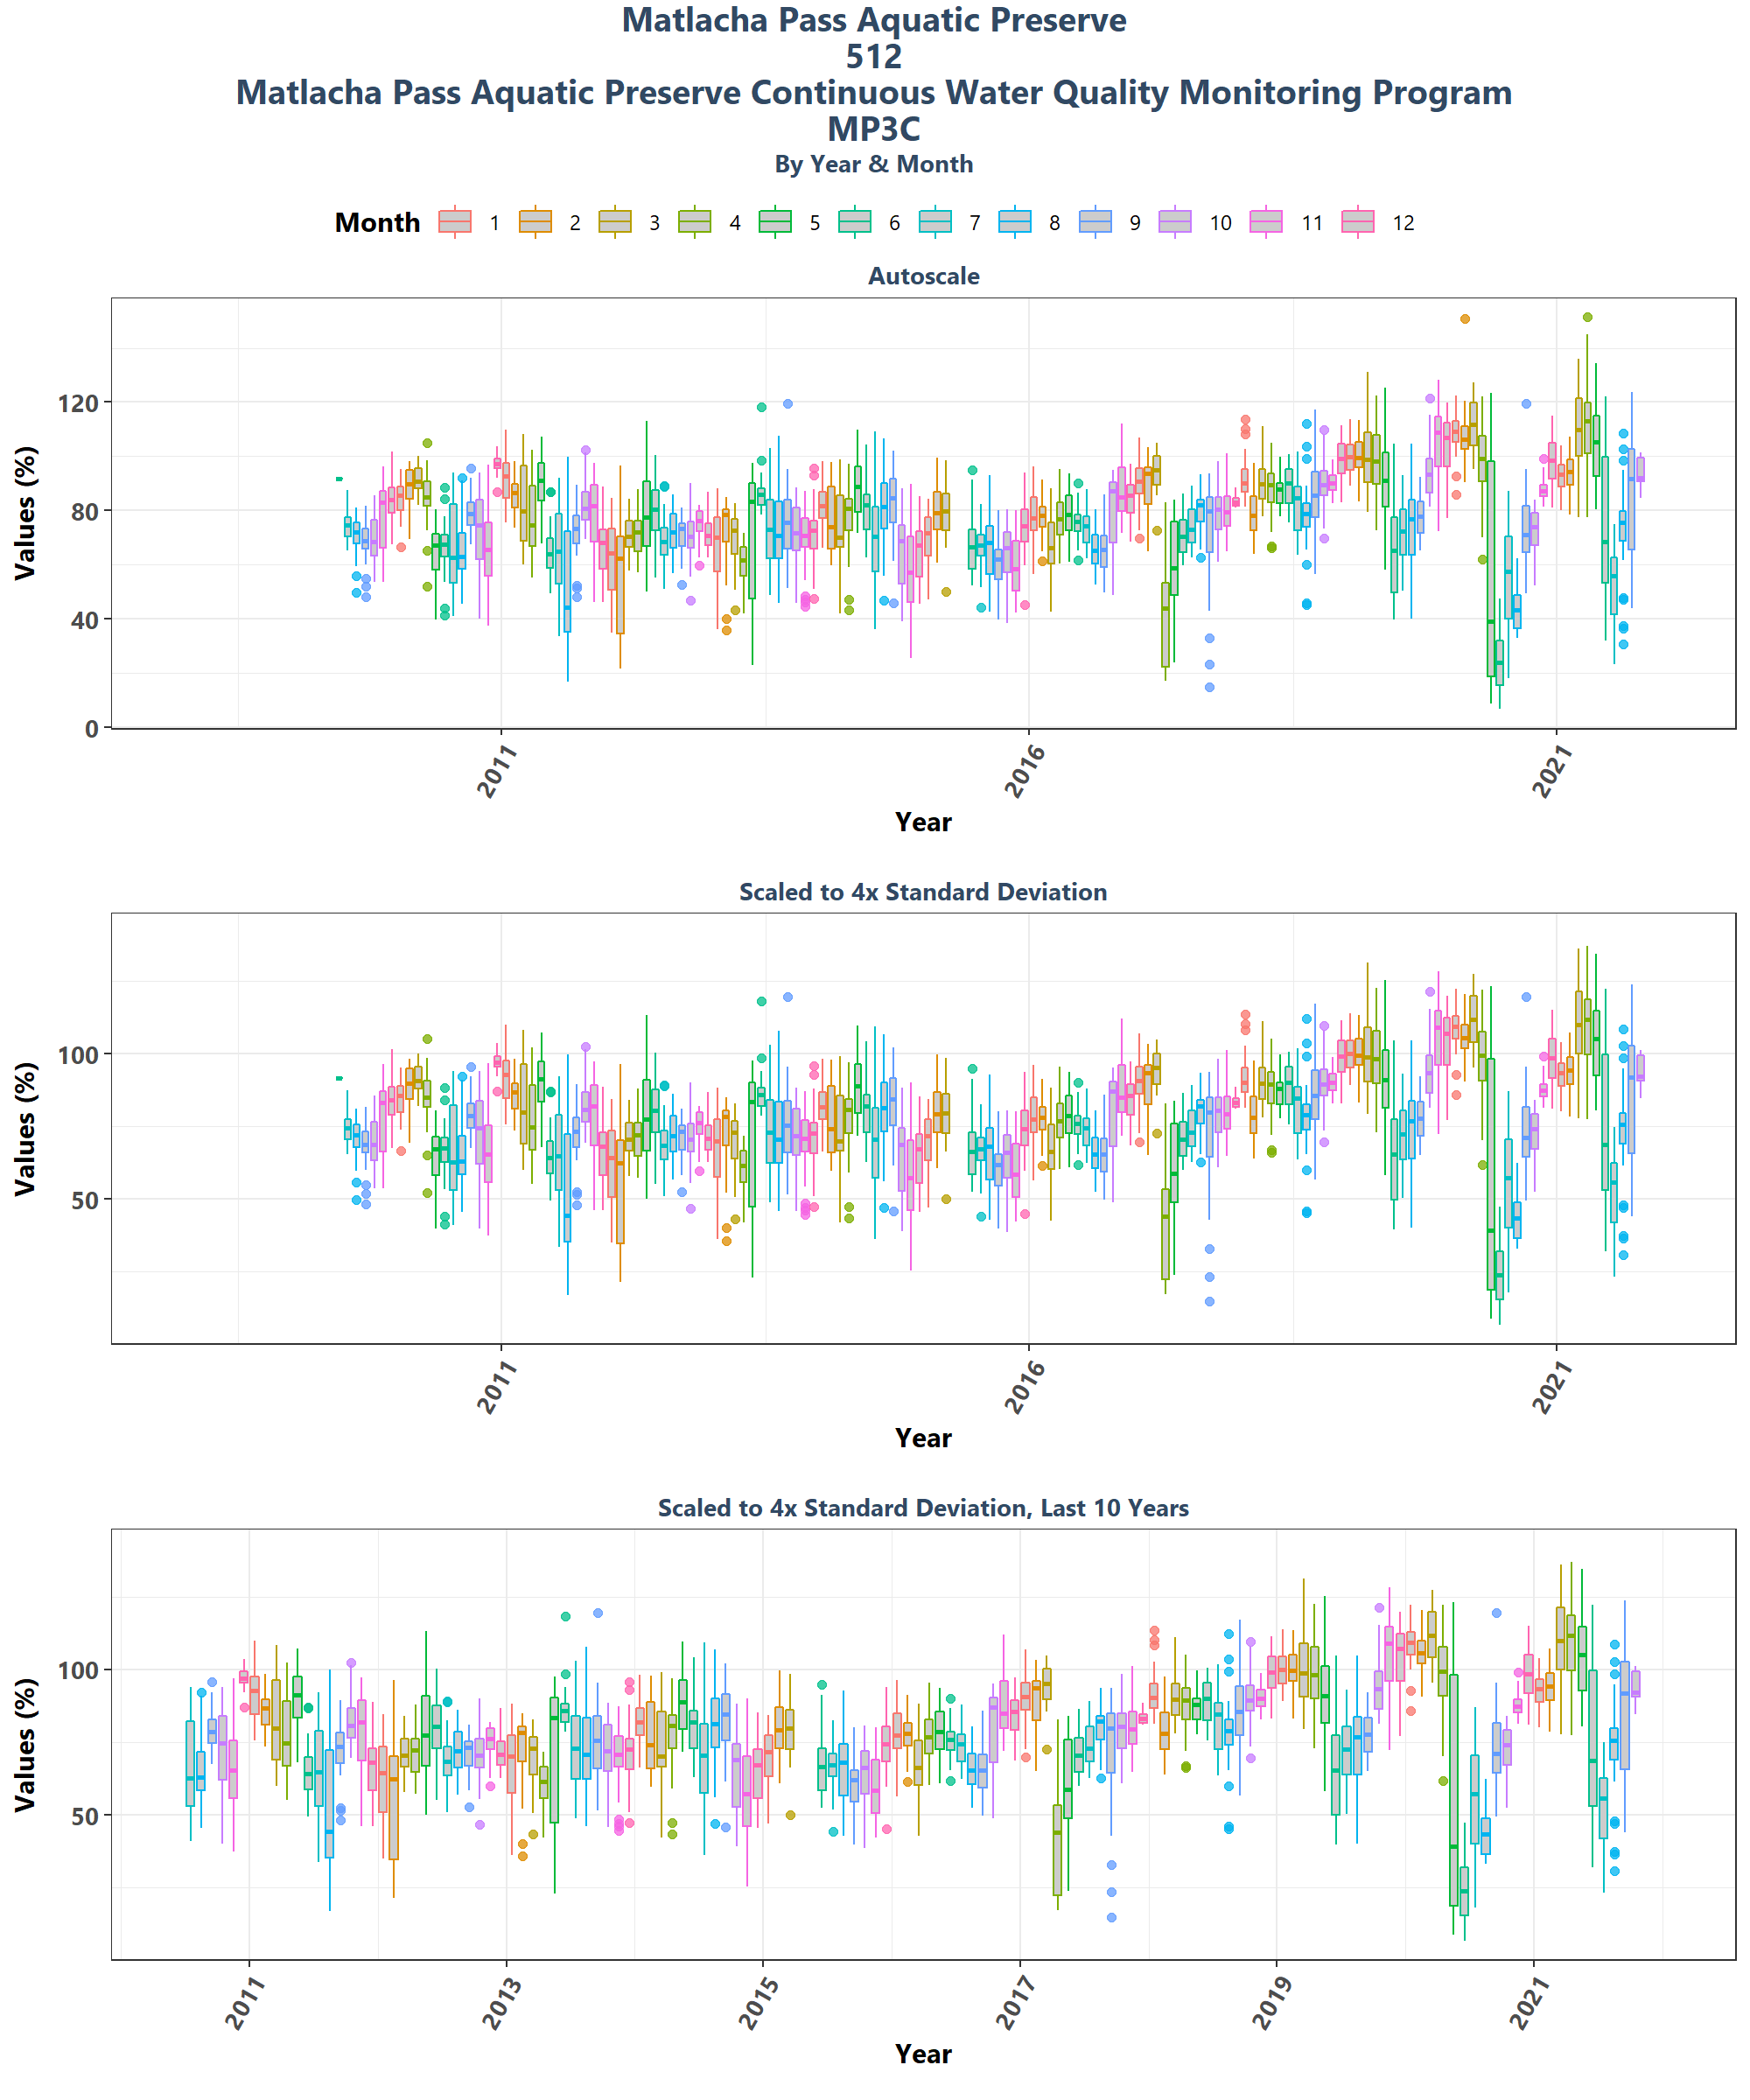 Matlacha Pass Aquatic Preserve
512
Matlacha Pass Aquatic Preserve Continuous Water Quality Monitoring Program
MP3C
By Year & Month
Month 1 2 3 4 5 6 7 8 9 10 11 12
Autoscale
Values (%)
120
80
40
0
2011 2016 2021
Year
Scaled to 4x Standard Deviation
Values (%)
100
50
2011 2016 2021
Year
Scaled to 4x Standard Deviation, Last 10 Years
Values (%)
100
50
2011 2013 2015 2017 2019 2021
Year